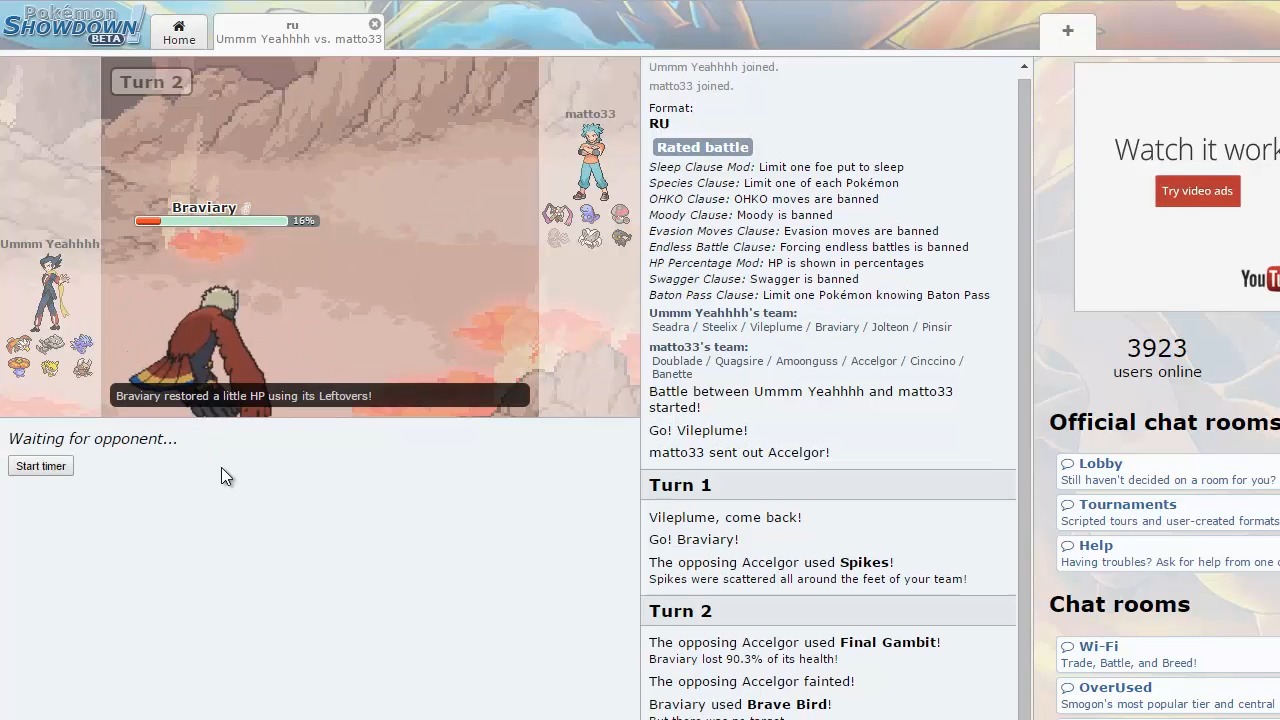 Pokémon
SHOWDOWN!
BETA
Home
ru
Ummm Yeahhhh vs. matto33
+
Turn 2
matto33
Braviary
16%
Ummm Yeahhhh
Braviary restored a little HP using its Leftovers!
Waiting for opponent...
Start timer
Ummm Yeahhhh joined.
matto33 joined.
Format:
RU
Rated battle
Sleep Clause Mod: Limit one foe put to sleep
Species Clause: Limit one of each Pokémon
OHKO Clause: OHKO moves are banned
Moody Clause: Moody is banned
Evasion Moves Clause: Evasion moves are banned
Endless Battle Clause: Forcing endless battles is banned
HP Percentage Mod: HP is shown in percentages
Swagger Clause: Swagger is banned
Baton Pass Clause: Limit one Pokémon knowing Baton Pass
Ummm Yeahhhh's team:
Seadra / Steelix / Vileplume / Braviary / Jolteon / Pinsir
matto33's team:
Doublade / Quagsire / Amoonguss / Accelgor / Cinccino /
Banette
Battle between Ummm Yeahhhh and matto33
started!
Go! Vileplume!
matto33 sent out Accelgor!
Turn 1
Vileplume, come back!
Go! Braviary!
The opposing Accelgor used Spikes!
Spikes were scattered all around the feet of your team!
Turn 2
The opposing Accelgor used Final Gambit!
Braviary lost 90.3% of its health!
The opposing Accelgor fainted!
Braviary used Brave Bird!
But there was no target
Watch it work
Try video ads
YouT
3923
users online
Official chat rooms
Lobby
Still haven't decided on a room for you?
Tournaments
Scripted tours and user-created formats
Help
Having troubles? Ask for help from one o
Chat rooms
Wi-Fi
Trade, Battle, and Breed!
OverUsed
Smogon's most popular tier and central